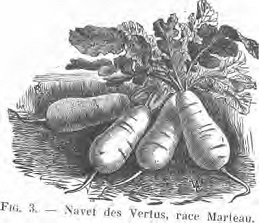 FIG. 3. — Navet des Vertus, race Marteau.